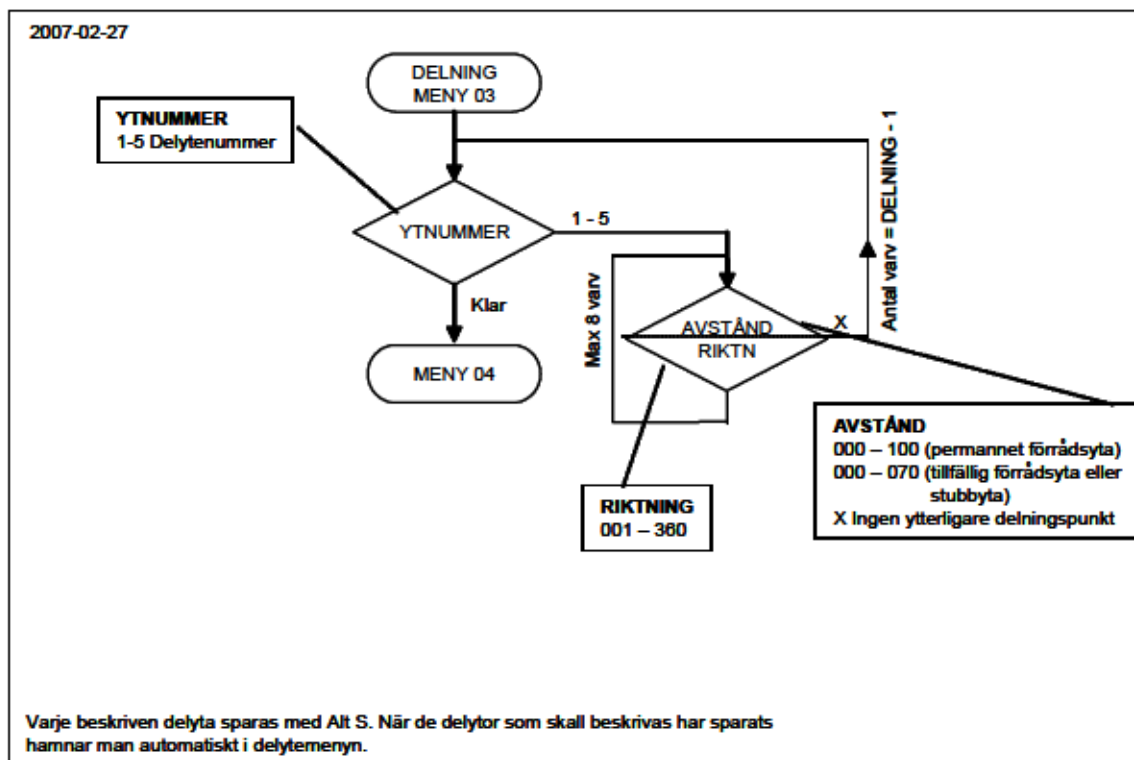 2007-02-27
DELNING
MENY 03
YTNUMMER
1-5 Delytenummer
YTNUMMER
1 - 5
Klar
MENY 04
Max 8 varv
AVSTÅND
RIKTN
X
Antal varv = DELNING - 1
AVSTÅND
000 – 100 (permannet förrådsyta)
000 – 070 (tillfällig förrådsyta eller
stubbyta)
X Ingen ytterligare delningspunkt
RIKTNING
001 – 360
Varje beskriven delyta sparas med Alt S. När de delytor som skall beskrivas har sparats
hamnar man automatiskt i delytemenyn.